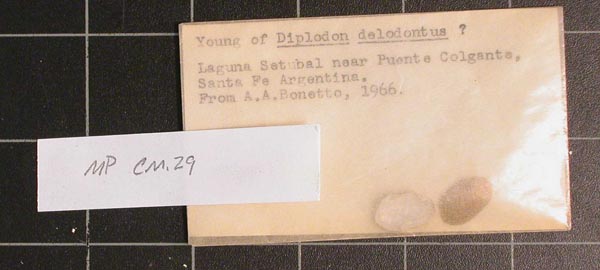 Young of Diplodon delodontus ?
Laguna Setubal near Puente Colgante,
Santa Fe Argentina.
From A.A.Bonetto, 1966.
MP CM.29